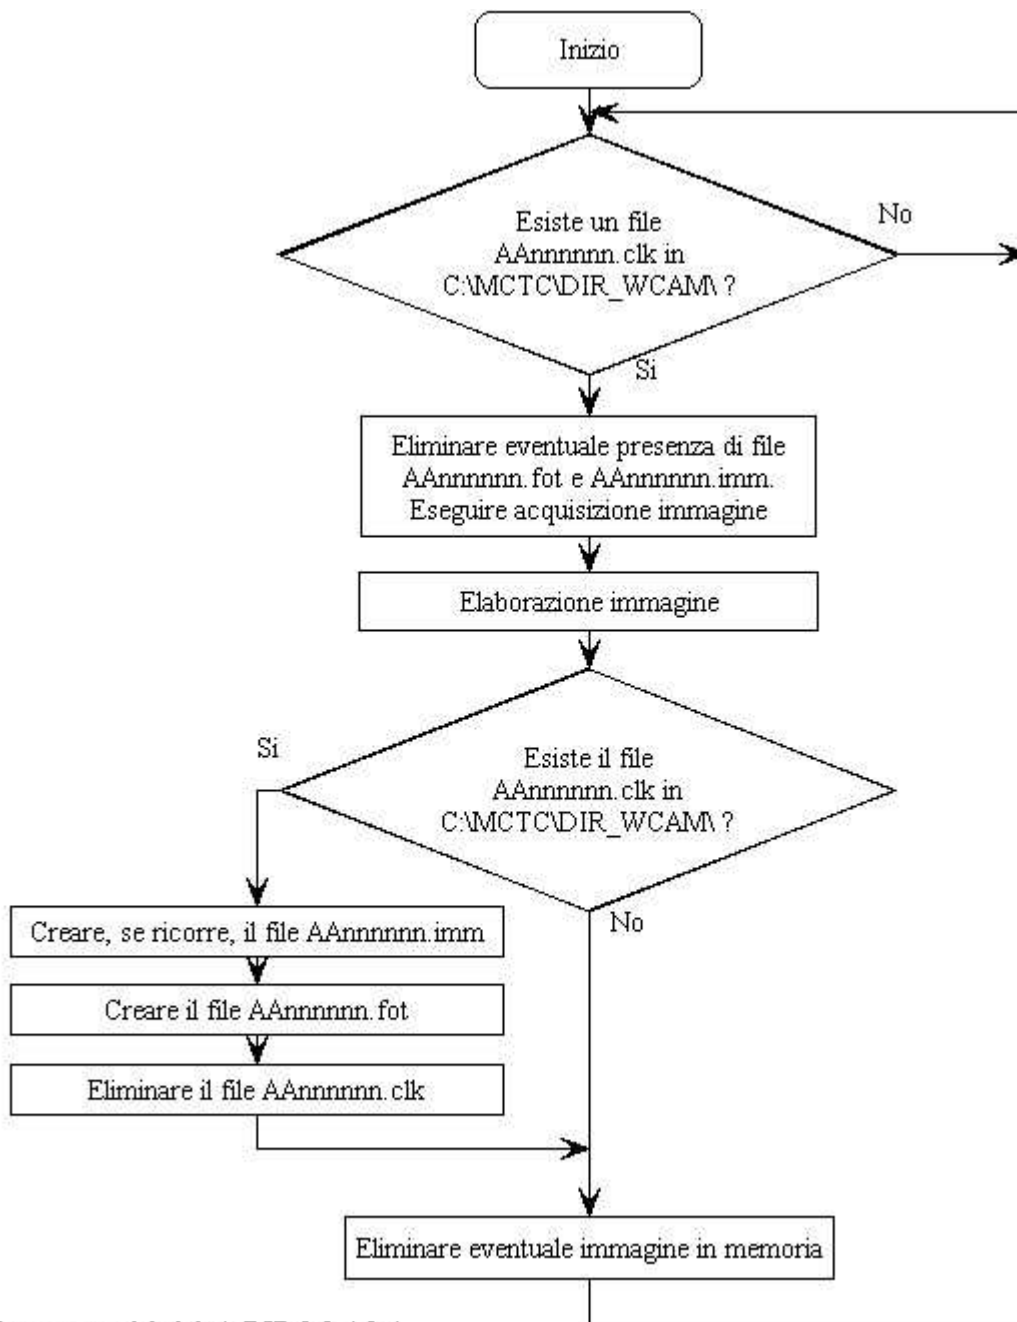 Inizio
Esiste un file
AAnnnnnn.clk in
C:\MCTC\DIR_WCAM\ ?
No
Si
Eliminare eventuale presenza di file
AAnnnnnn.fot e AAnnnnnn.imm.
Eseguire acquisizione immagine
Elaborazione immagine
Si
Esiste il file
AAnnnnnn.clk in
C:\MCTC\DIR_WCAM\ ?
No
Creare, se ricorre, il file AAnnnnnn.imm
Creare il file AAnnnnnn.fot
Eliminare il file AAnnnnnn.clk
Eliminare eventuale immagine in memoria